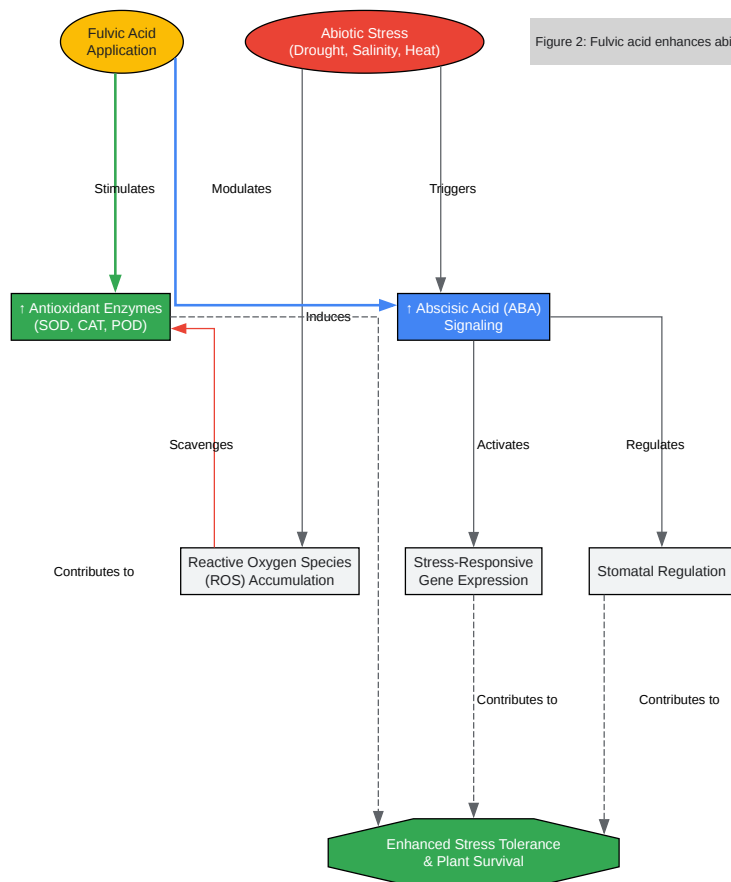 Fulvic Acid
Application
Abiotic Stress
(Drought, Salinity, Heat)
Figure 2: Fulvic acid enhances abi
Stimulates
Modulates
Triggers
↑ Antioxidant Enzymes
(SOD, CAT, POD)
Induces
↑ Abscisic Acid (ABA)
Signaling
Scavenges
Activates
Regulates
Contributes to
Reactive Oxygen Species
(ROS) Accumulation
Stress-Responsive
Gene Expression
Stomatal Regulation
Contributes to
Contributes to
Enhanced Stress Tolerance
& Plant Survival